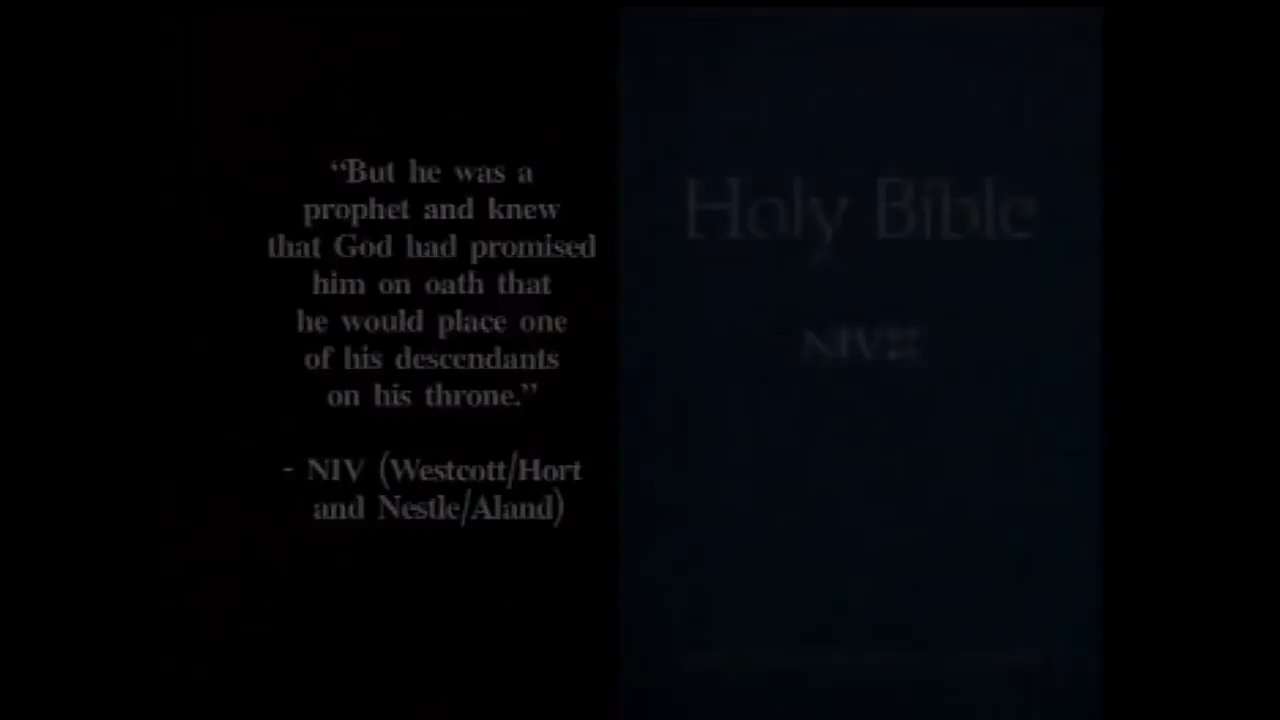 “But he was a
prophet and knew
that God had promised
him on oath that
he would place one
of his descendants
on his throne.”
- NIV (Westcott/Hort
and Nestle/Aland)
Holy Bible
NIV